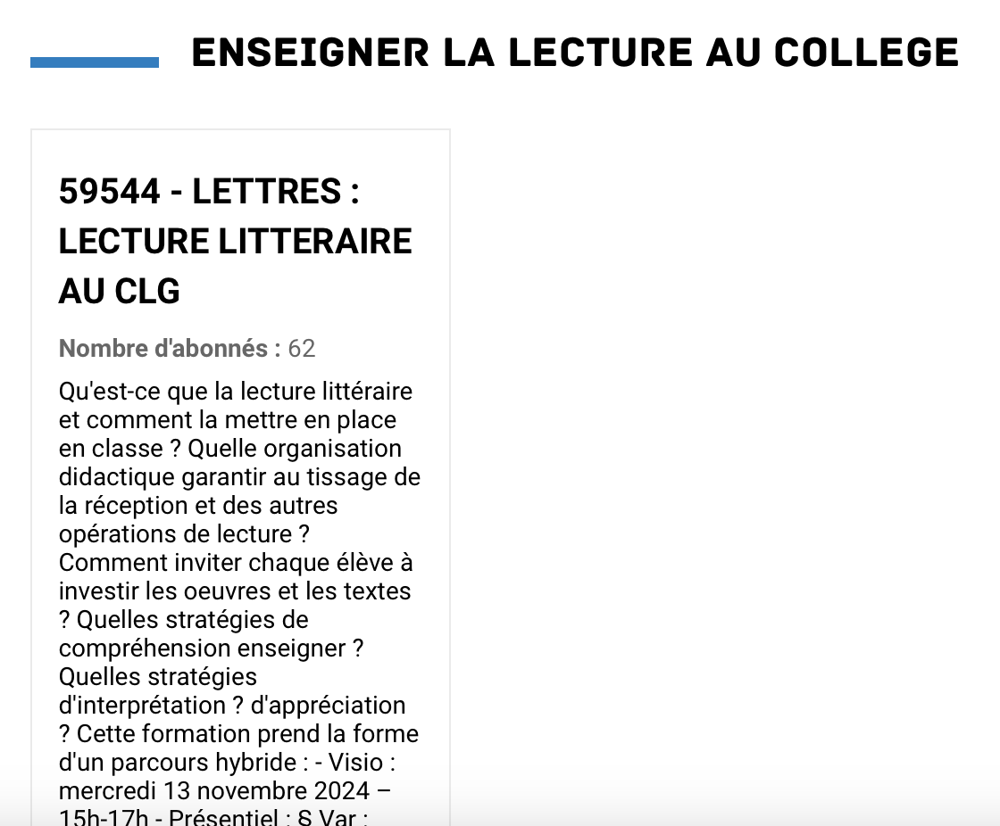 ENSEIGNER LA LECTURE AU COLLEGE
59544 - LETTRES :
LECTURE LITTERAIRE
AU CLG
Nombre d'abonnés : 62
Qu'est-ce que la lecture littéraire
et comment la mettre en place
en classe ? Quelle organisation
didactique garantir au tissage de
la réception et des autres
opérations de lecture ?
Comment inviter chaque élève à
investir les oeuvres et les textes
? Quelles stratégies de
compréhension enseigner ?
Quelles stratégies
d'interprétation ? d'appréciation
? Cette formation prend la forme
d'un parcours hybride : - Visio :
mercredi 13 novembre 2024 –
15h-17h - Présentiel : § Var :